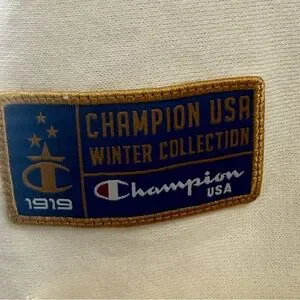 CHAMPION USA
WINTER COLLECTION
Champion
USA
1919